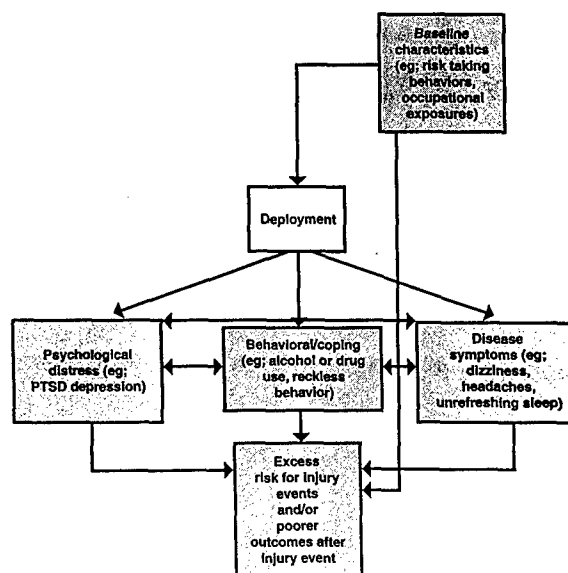 Baseline
characteristics
(eg; risk taking
behaviors,
occupational
exposures)
Deployment
Psychological
distress (eg;
PTSD depression)
Behavioral/coping
(eg; alcohol or drug
use, reckless
behavior)
Disease
symptoms (eg;
dizziness,
headaches,
unrefreshing sleep)
Excess
risk for injury
events
and/or
poorer
outcomes after
injury event